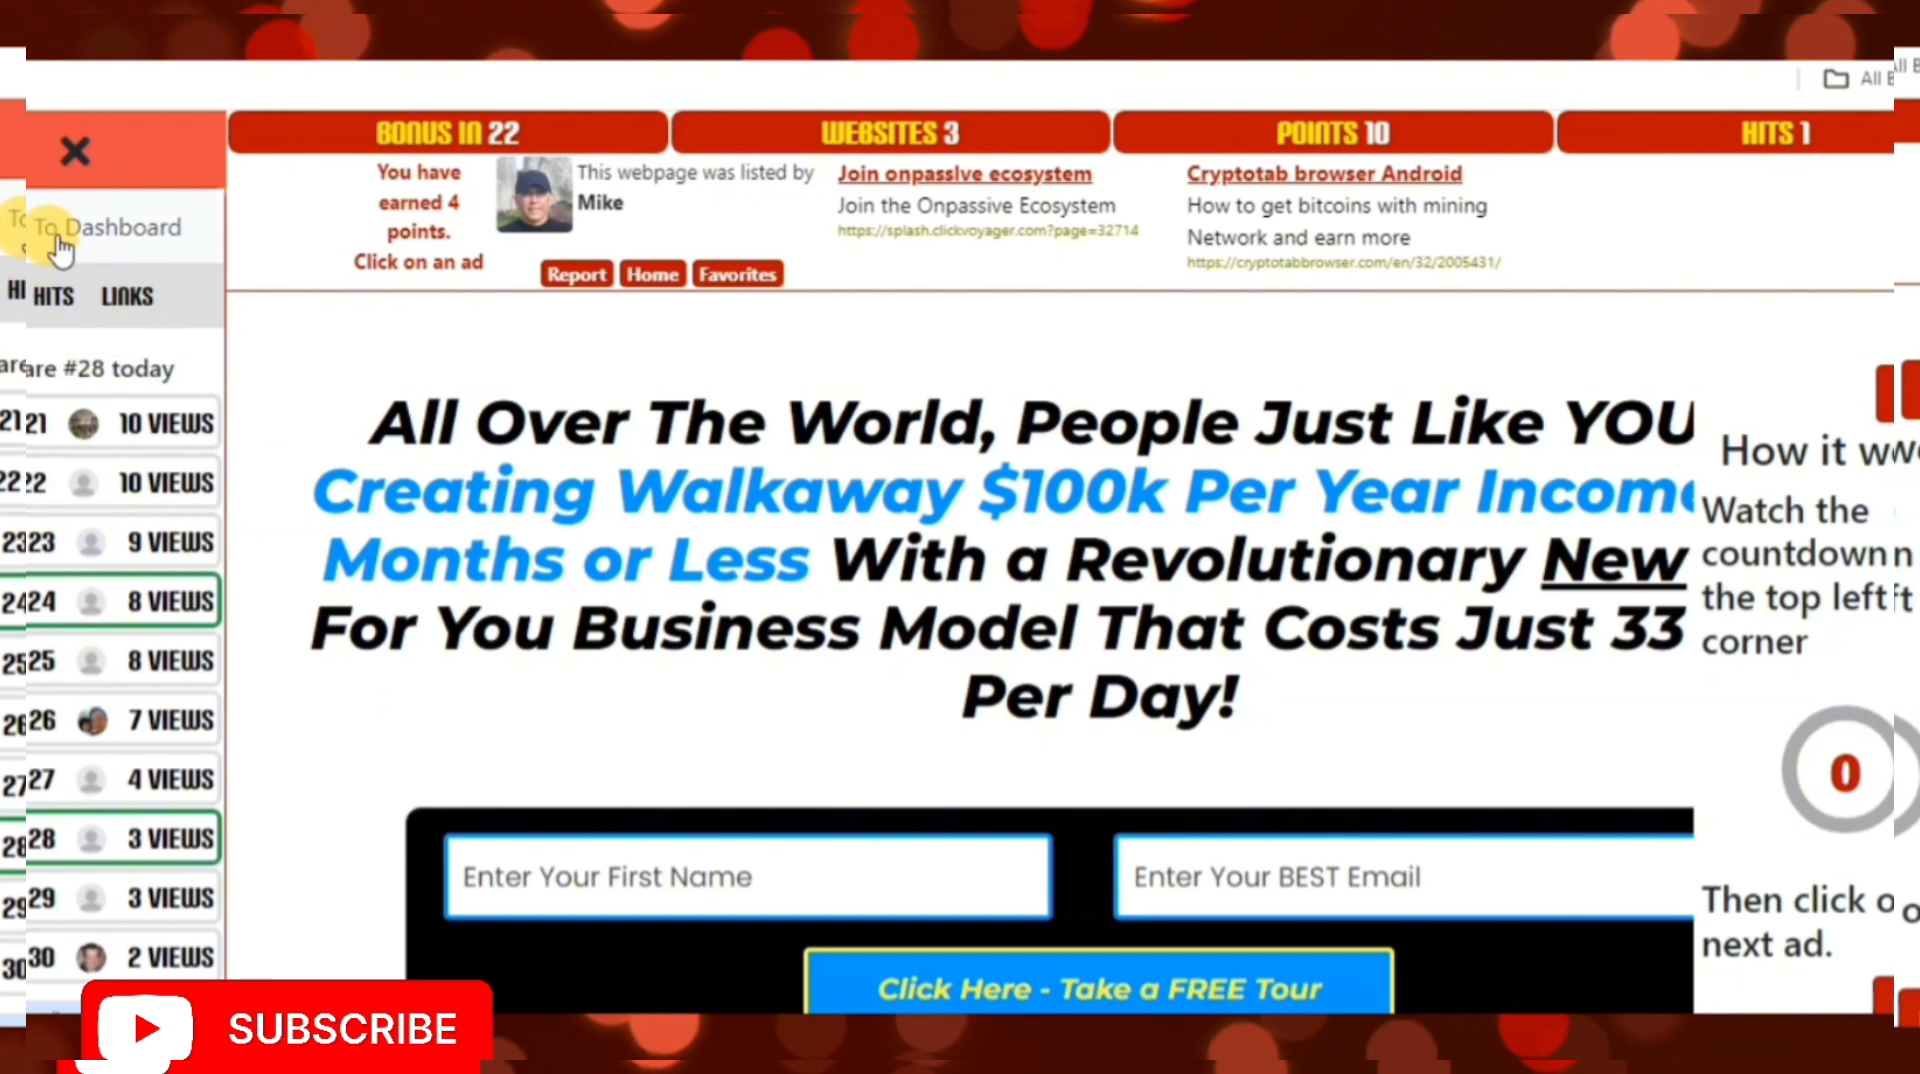 All B
BONUS IN 22
WEBSITES 3
POINTS 10
HITS 1
You have
earned 4
points.
Click on an ad
This webpage was listed by
Mike
Report
Home
Favorites
Join onpassive ecosystem
Join the Onpassive Ecosystem
https://splash.clickvoyager.com?page=32714
Cryptotab browser Android
How to get bitcoins with mining
Network and earn more
https://cryptotabbrowser.com/en/32/2005431/
To Dashboard
HITS LINKS
are #28 today
21 10 VIEWS
22 10 VIEWS
23 9 VIEWS
24 8 VIEWS
25 8 VIEWS
26 7 VIEWS
27 4 VIEWS
28 3 VIEWS
29 3 VIEWS
30 2 VIEWS
All Over The World, People Just Like YOU
Creating Walkaway $100k Per Year Income
Months or Less With a Revolutionary New
For You Business Model That Costs Just 33
Per Day!
Enter Your First Name
Enter Your BEST Email
Click Here - Take a FREE Tour
How it w
Watch the
countdown
the top left
corner
0
Then click o
next ad.
SUBSCRIBE